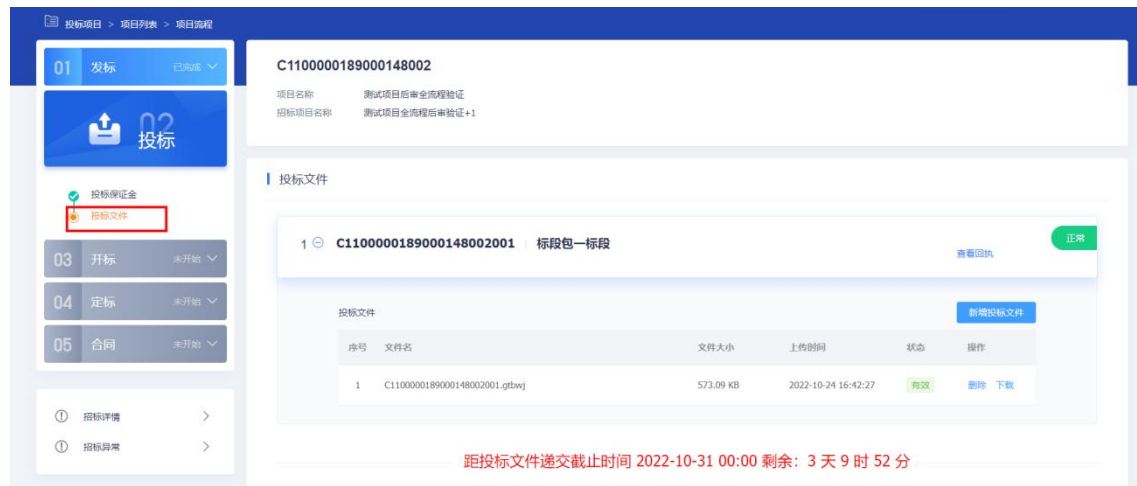 投标项目 > 项目列表 > 项目流程
01 发标 已完成
02
投标
投标保证金
投标文件
03 开标 未开始
04 定标 未开始
05 合同 未开始
招标详情
招标异常
C1100000189000148002
项目名称 测试项目后审全流程验证
招标项目名称 测试项目全流程后审验证+1
投标文件
1 C1100000189000148002001 标段包一标段 查看回执 正常
投标文件 新增投标文件
序号 文件名 文件大小 上传时间 状态 操作
1 C1100000189000148002001.gtbwj 573.09 KB 2022-10-24 16:42:27 有效 删除 下载
距投标文件递交截止时间 2022-10-31 00:00 剩余：3 天 9 时 52 分